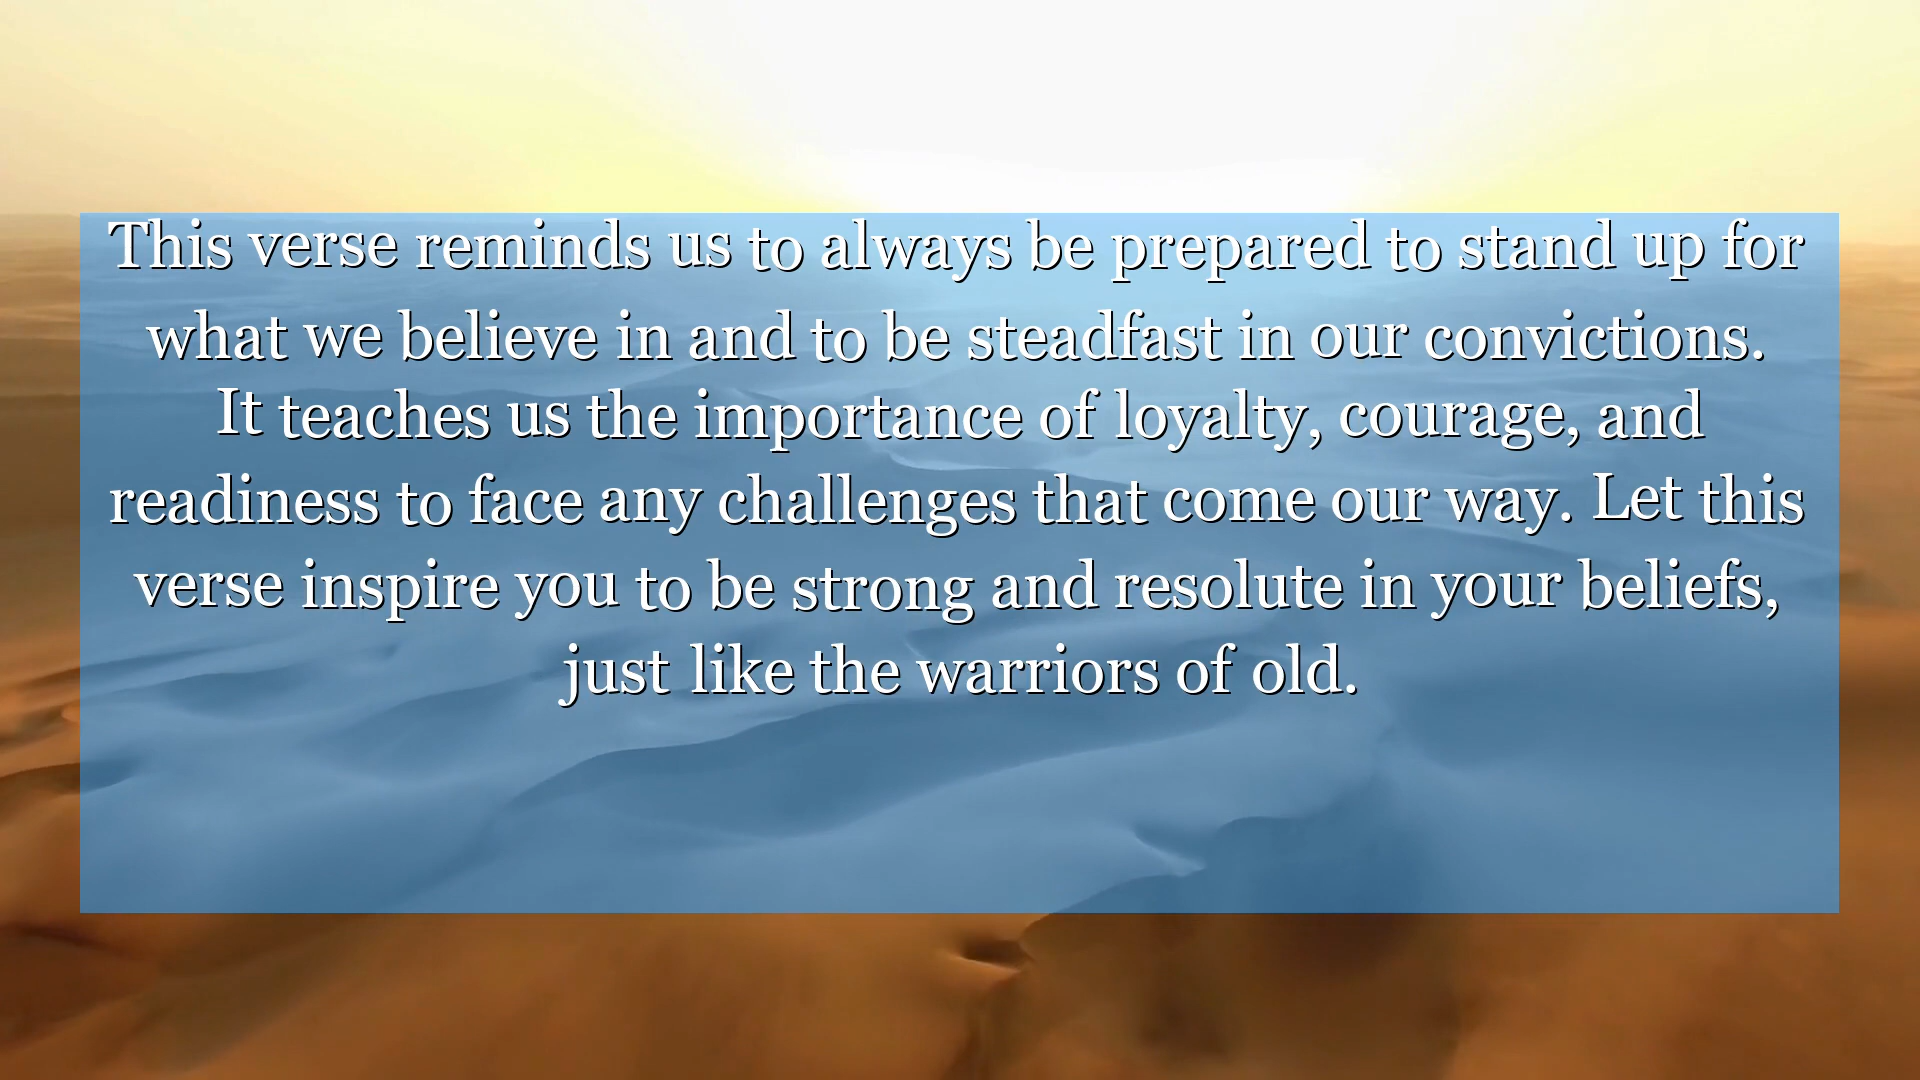 This verse reminds us to always be prepared to stand up for
what we believe in and to be steadfast in our convictions.
It teaches us the importance of loyalty, courage, and
readiness to face any challenges that come our way. Let this
verse inspire you to be strong and resolute in your beliefs,
just like the warriors of old.